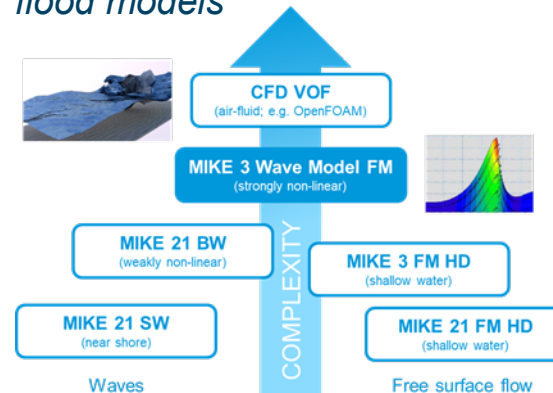 flood models
CFD VOF
(air-fluid; e.g. OpenFOAM)
MIKE 3 Wave Model FM
(strongly non-linear)
MIKE 21 BW
(weakly non-linear)
MIKE 3 FM HD
(shallow water)
MIKE 21 SW
(near shore)
MIKE 21 FM HD
(shallow water)
COMPLEXITY
Waves
Free surface flow